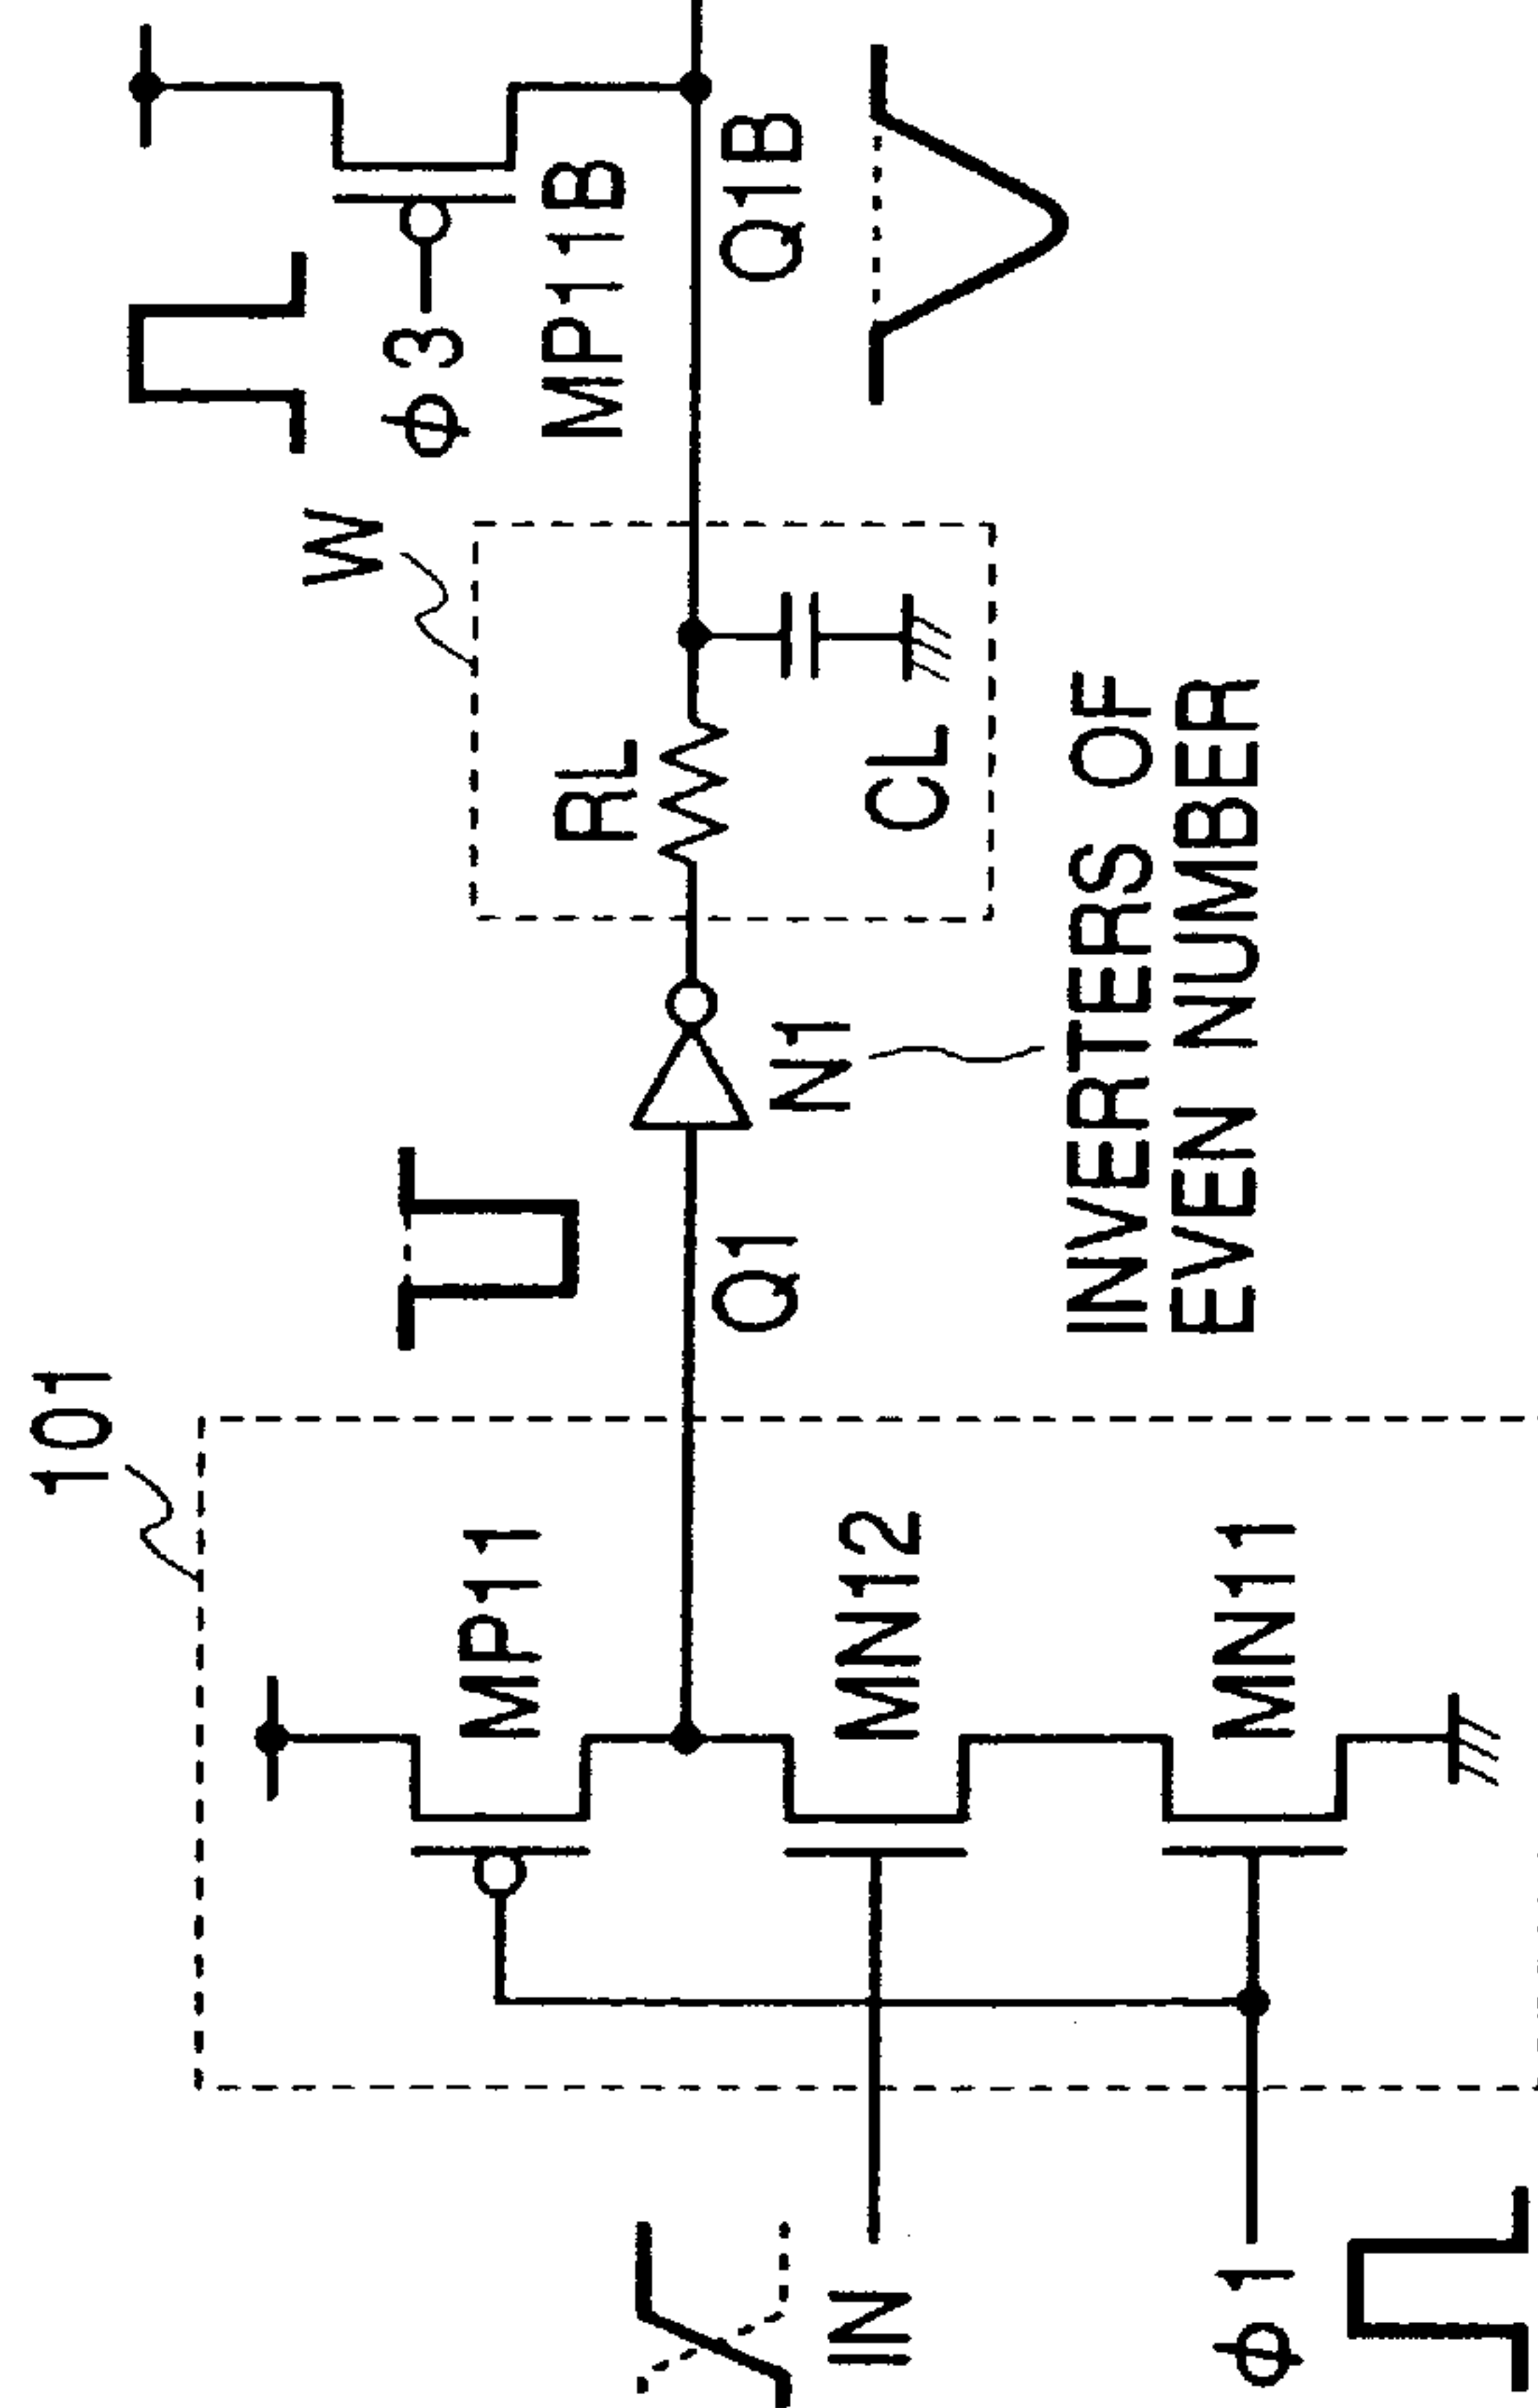 101
MP11
MN12
MN11
IN
φ1
Q1
N1
INVERTERS OF
EVEN NUMBER
W
RL
CL
φ3
MP11B
Q1B